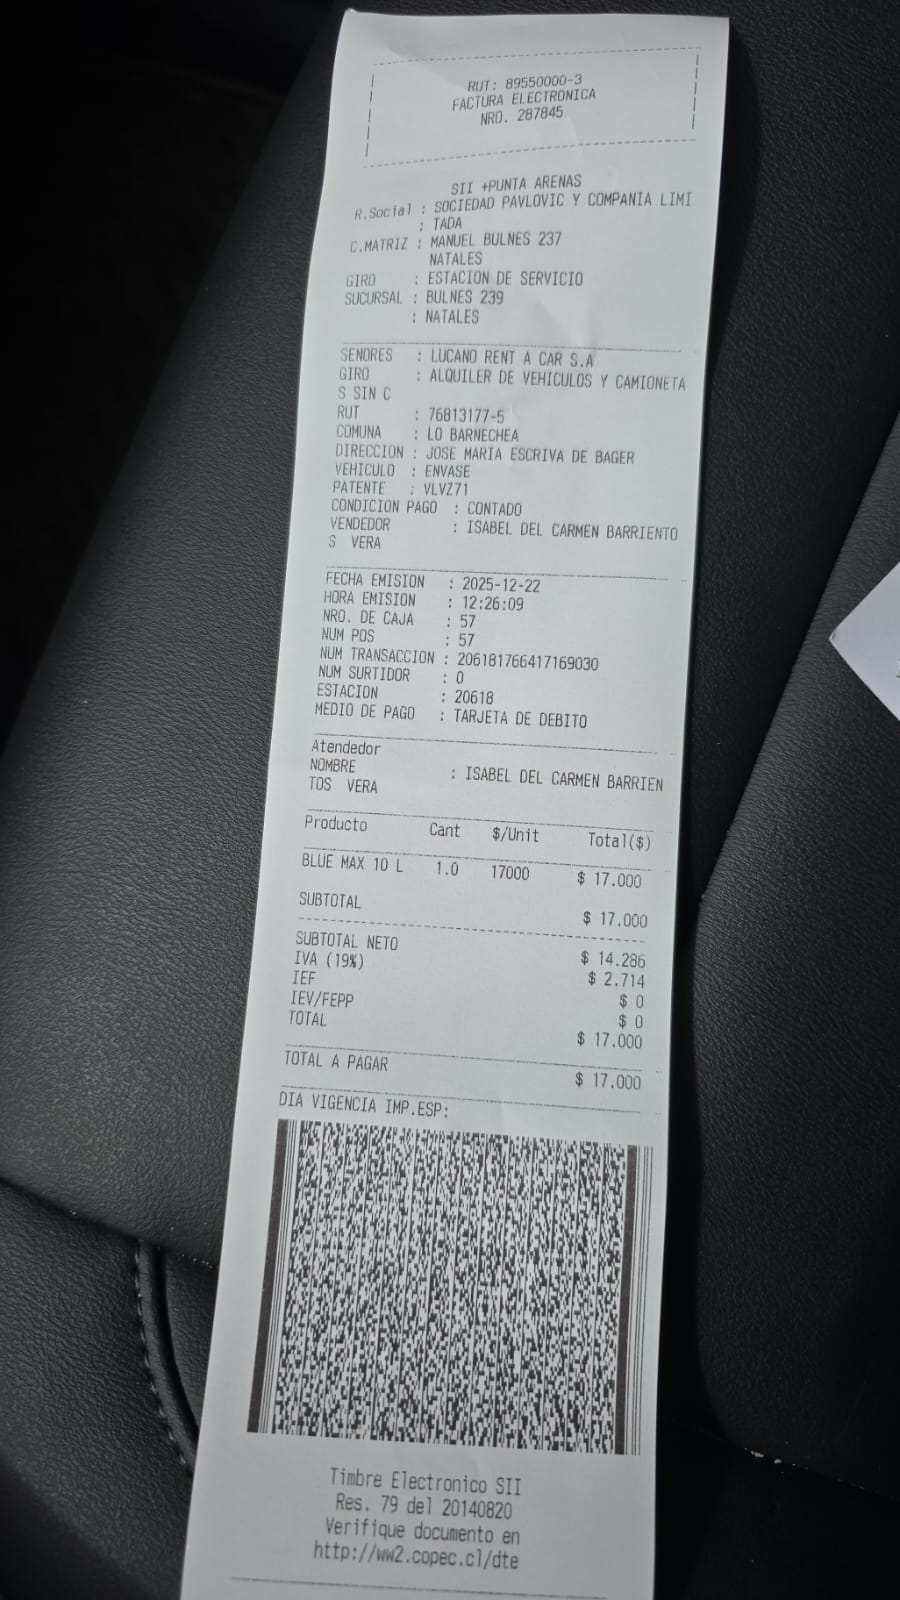 RUT: 89550000-3
FACTURA ELECTRONICA
NRO. 287845
SII +PUNTA ARENAS
R.Social : SOCIEDAD PAVLOVIC Y COMPANIA LIMI
: TADA
C.MATRIZ : MANUEL BULNES 237
NATALES
GIRO : ESTACION DE SERVICIO
SUCURSAL : BULNES 239
: NATALES
SENORES : LUCANO RENT A CAR S.A
GIRO : ALQUILER DE VEHICULOS Y CAMIONETA
S SIN C
RUT : 76813177-5
COMUNA : LO BARNECHEA
DIRECCION : JOSE MARIA ESCRIVA DE BAGER
VEHICULO : ENVASE
PATENTE : VLVZ71
CONDICION PAGO : CONTADO
VENDEDOR : ISABEL DEL CARMEN BARRIENTO
S VERA
FECHA EMISION : 2025-12-22
HORA EMISION : 12:26:09
NRO. DE CAJA : 57
NUM POS : 57
NUM TRANSACCION : 206181766417169030
NUM SURTIDOR : 0
ESTACION : 20618
MEDIO DE PAGO : TARJETA DE DEBITO
Atendedor
NOMBRE : ISABEL DEL CARMEN BARRIEN
TOS VERA
Producto Cant $/Unit Total($)
BLUE MAX 10 L 1.0 17000 $ 17.000
SUBTOTAL $ 17.000
SUBTOTAL NETO $ 14.286
IVA (19%) $ 2.714
IEF $ 0
IEV/FEPP $ 0
TOTAL $ 17.000
TOTAL A PAGAR $ 17.000
DIA VIGENCIA IMP.ESP:
Timbre Electronico SII
Res. 79 del 20140820
Verifique documento en
http://ww2.copec.cl/dte